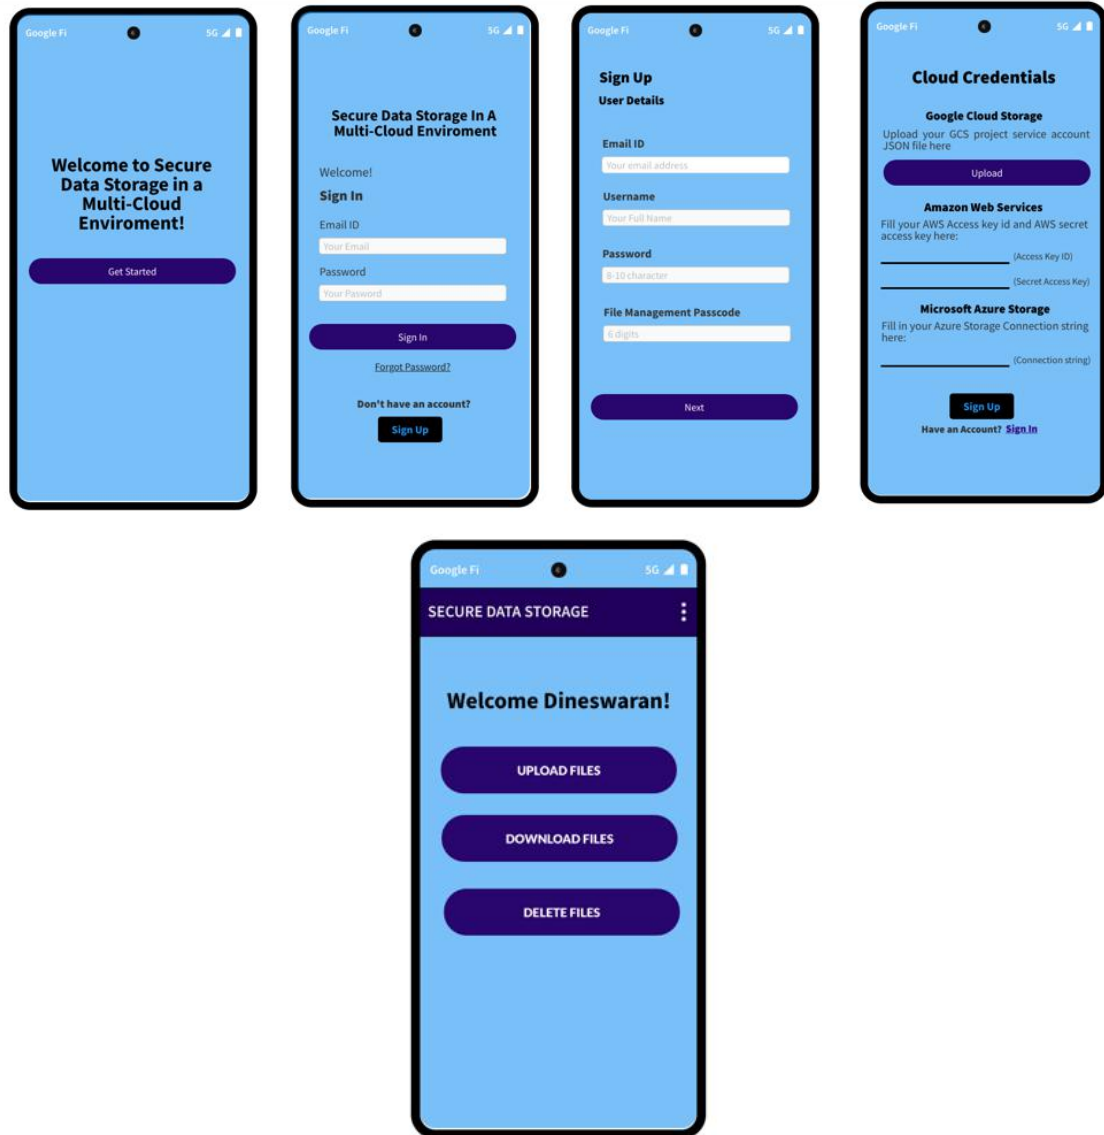 Google Fi 5G
Welcome to Secure
Data Storage in a
Multi-Cloud
Enviroment!
Get Started
Google Fi 5G
Secure Data Storage In A
Multi-Cloud Enviroment
Welcome!
Sign In
Email ID
Your Email
Password
Your Pasword
Sign In
Forgot Password?
Don't have an account?
Sign Up
Google Fi 5G
Sign Up
User Details
Email ID
Your email address
Username
Your Full Name
Password
8-10 character
File Management Passcode
6 digits
Next
Google Fi 5G
Cloud Credentials
Google Cloud Storage
Upload your GCS project service account
JSON file here
Upload
Amazon Web Services
Fill your AWS Access key id and AWS secret
access key here:
(Access Key ID)
(Secret Access Key)
Microsoft Azure Storage
Fill in your Azure Storage Connection string
here:
(Connection string)
Sign Up
Have an Account? Sign In
Google Fi 5G
SECURE DATA STORAGE
Welcome Dineswaran!
UPLOAD FILES
DOWNLOAD FILES
DELETE FILES